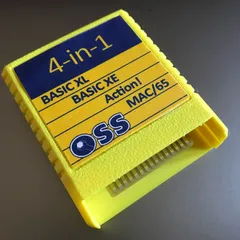 4-in-1
BASIC XL
BASIC XE
Action!
MAC/65
OSS